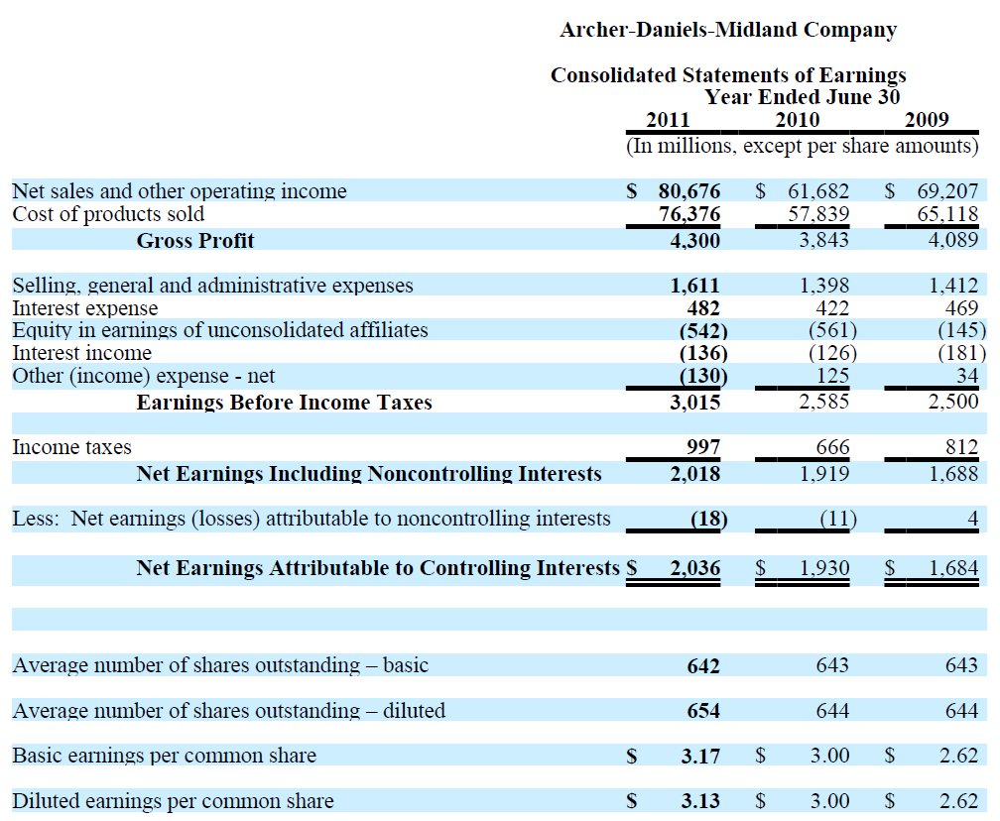 Archer-Daniels-Midland Company
Consolidated Statements of Earnings
Year Ended June 30
2011 2010 2009
(In millions, except per share amounts)
Net sales and other operating income $ 80,676 $ 61,682 $ 69,207
Cost of products sold 76,376 57,839 65,118
Gross Profit 4,300 3,843 4,089
Selling, general and administrative expenses 1,611 1,398 1,412
Interest expense 482 422 469
Equity in earnings of unconsolidated affiliates (542) (561) (145)
Interest income (136) (126) (181)
Other (income) expense - net (130) 125 34
Earnings Before Income Taxes 3,015 2,585 2,500
Income taxes 997 666 812
Net Earnings Including Noncontrolling Interests 2,018 1,919 1,688
Less: Net earnings (losses) attributable to noncontrolling interests (18) (11) 4
Net Earnings Attributable to Controlling Interests $ 2,036 $ 1,930 $ 1,684
Average number of shares outstanding – basic 642 643 643
Average number of shares outstanding – diluted 654 644 644
Basic earnings per common share $ 3.17 $ 3.00 $ 2.62
Diluted earnings per common share $ 3.13 $ 3.00 $ 2.62